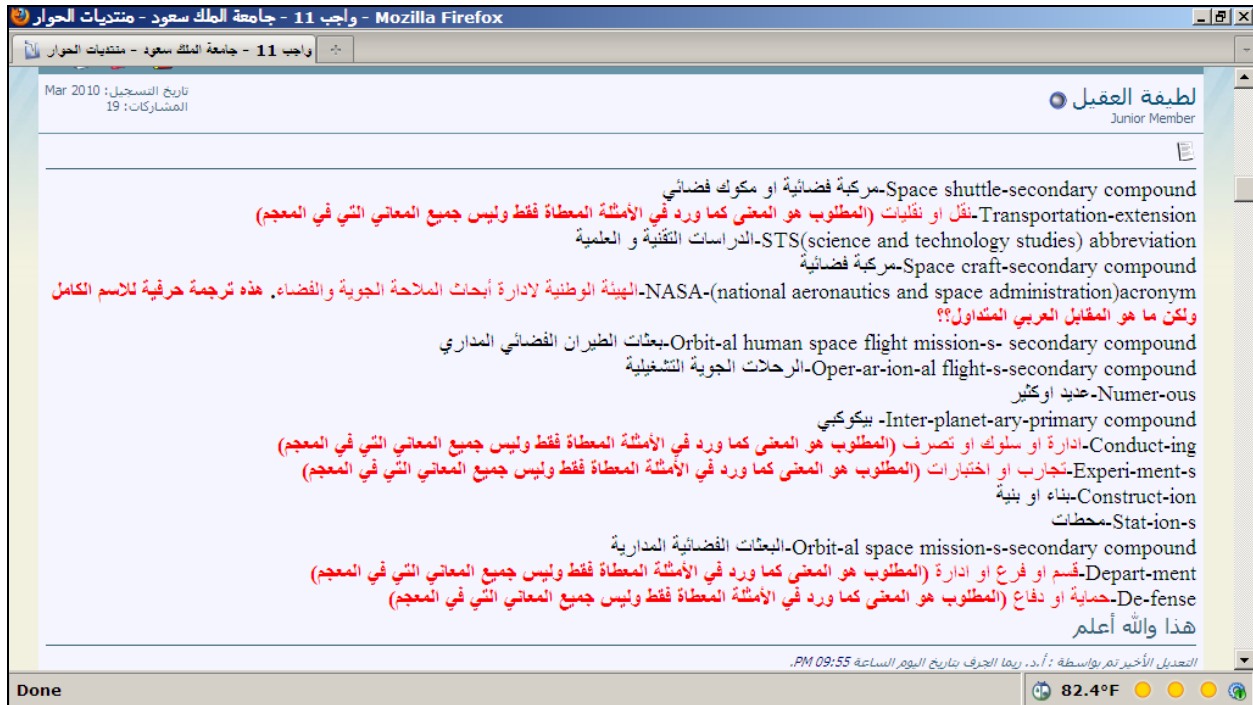 واجب 11 - جامعة الملك سعود - منتديات الحوار - Mozilla Firefox
واجب 11 - جامعة الملك سعود - منتديات الحوار
لطيفة العقيل
Junior Member
تاريخ التسجيل: Mar 2010
المشاركات: 19
Space shuttle-secondary compound-مركبة فضائية او مكوك فضائي
Transportation-extension-نقل او نقليات (المطلوب هو المعنى كما ورد في الأمثلة المعطاة فقط وليس جميع المعاني التي في المعجم)
STS(science and technology studies) abbreviation-الدراسات التقنية و العلمية
Space craft-secondary compound-مركبة فضائية
NASA-(national aeronautics and space administration)acronym-الهيئة الوطنية لادارة أبحاث الملاحة الجوية والفضاء. هذه ترجمة حرفية للاسم الكامل
ولكن ما هو المقابل العربي المتداول؟؟
Orbit-al human space flight mission-s- secondary compound-بعثات الطيران الفضائي المداري
Oper-ar-ion-al flight-s-secondary compound-الرحلات الجوية التشغيلية
Numer-ous-عديد اوكثير
Inter-planet-ary-primary compound- بيكوكبي
Conduct-ing-ادارة او سلوك او تصرف (المطلوب هو المعنى كما ورد في الأمثلة المعطاة فقط وليس جميع المعاني التي في المعجم)
Experi-ment-s-تجارب او اختبارات (المطلوب هو المعنى كما ورد في الأمثلة المعطاة فقط وليس جميع المعاني التي في المعجم)
Construct-ion-بناء او بنية
Stat-ion-s-محطات
Orbit-al space mission-s-secondary compound-البعثات الفضائية المدارية
Depart-ment-قسم او فرع او ادارة (المطلوب هو المعنى كما ورد في الأمثلة المعطاة فقط وليس جميع المعاني التي في المعجم)
De-fense-حماية او دفاع (المطلوب هو المعنى كما ورد في الأمثلة المعطاة فقط وليس جميع المعاني التي في المعجم)
هذا والله أعلم
التعديل الأخير تم بواسطة : أ.د. ريما الجرف بتاريخ اليوم الساعة 09:55 PM.
Done
82.4°F